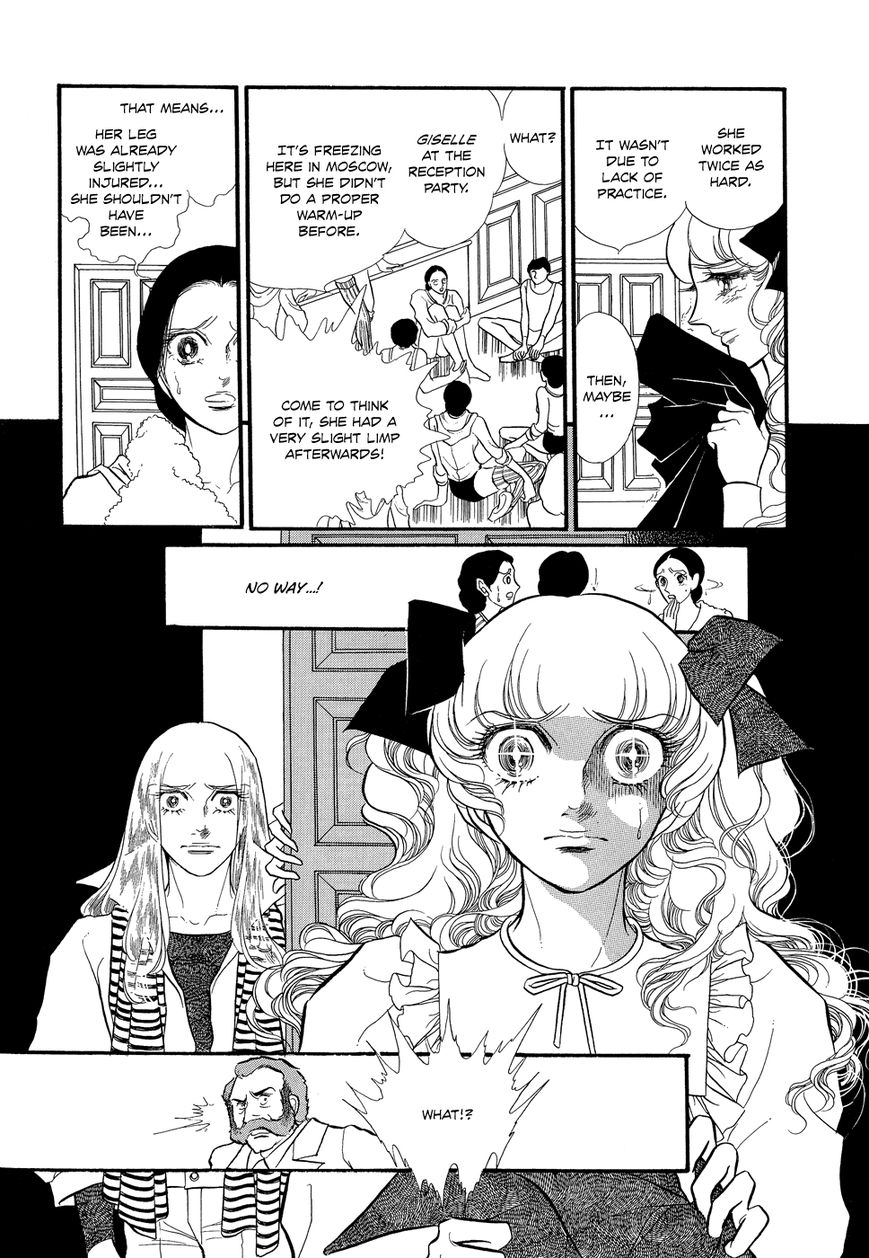 SHE
WORKED
TWICE AS
HARD.
IT WASN'T
DUE TO
LACK OF
PRACTICE.
THEN,
MAYBE
...
WHAT?
GISELLE
AT THE
RECEPTION
PARTY.
IT'S FREEZING
HERE IN MOSCOW,
BUT SHE DIDN'T
DO A PROPER
WARM-UP
BEFORE.
COME TO THINK
OF IT, SHE HAD A
VERY SLIGHT LIMP
AFTERWARDS!
THAT MEANS...
HER LEG
WAS ALREADY
SLIGHTLY
INJURED...
SHE SHOULDN'T
HAVE
BEEN...
NO WAY...!
WHAT!?